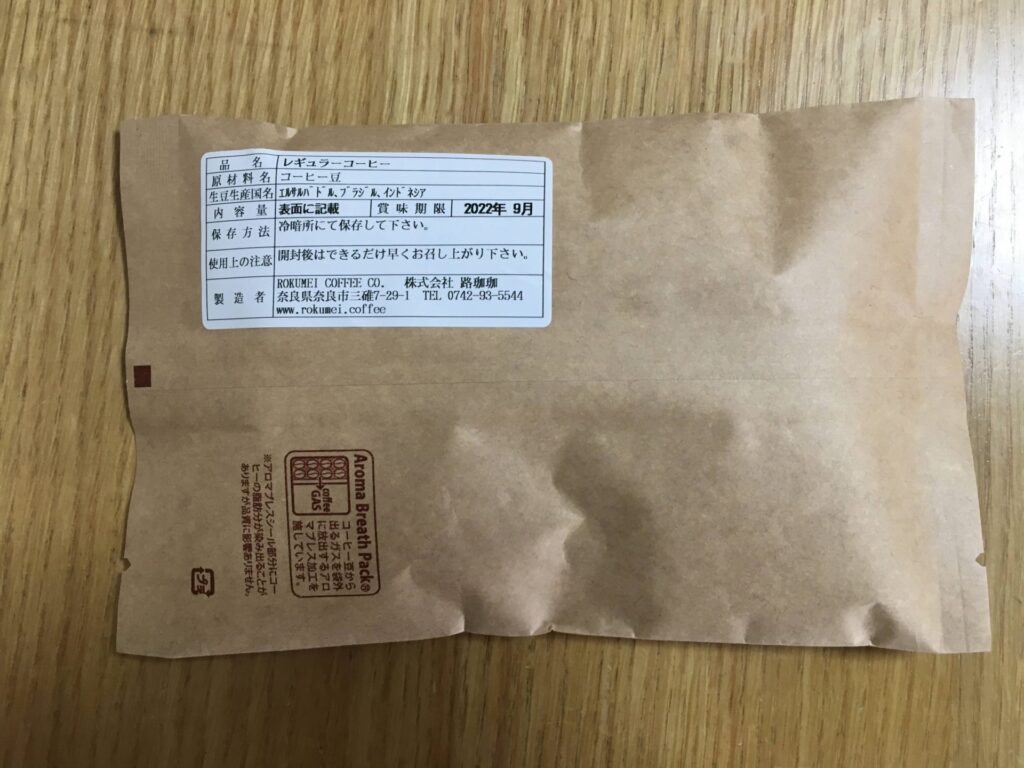 品名 レギュラーコーヒー
原材料名 コーヒー豆
生豆生産国名 ｴﾙｻﾙﾊﾞﾄﾞﾙ、ﾌﾞﾗｼﾞﾙ、ｲﾝﾄﾞﾈｼｱ
内容量 表面に記載 賞味期限 2022年 9月
保存方法 冷暗所にて保存して下さい。
使用上の注意 開封後はできるだけ早くお召し上がり下さい。
製造者 ROKUMEI COFFEE CO. 株式会社 路珈珈
奈良県奈良市三碓7-29-1 TEL 0742-93-5544
www.rokumei.coffee
Aroma Breath Pack®
coffee
GAS
コーヒー豆から
出るガスを袋外
に放出するアロ
マブレス加工を
施しています。
※アロマブレスシール部分にコー
ヒーの脂肪分が染み出ることが
ありますが品質に影響ありません。
プラ